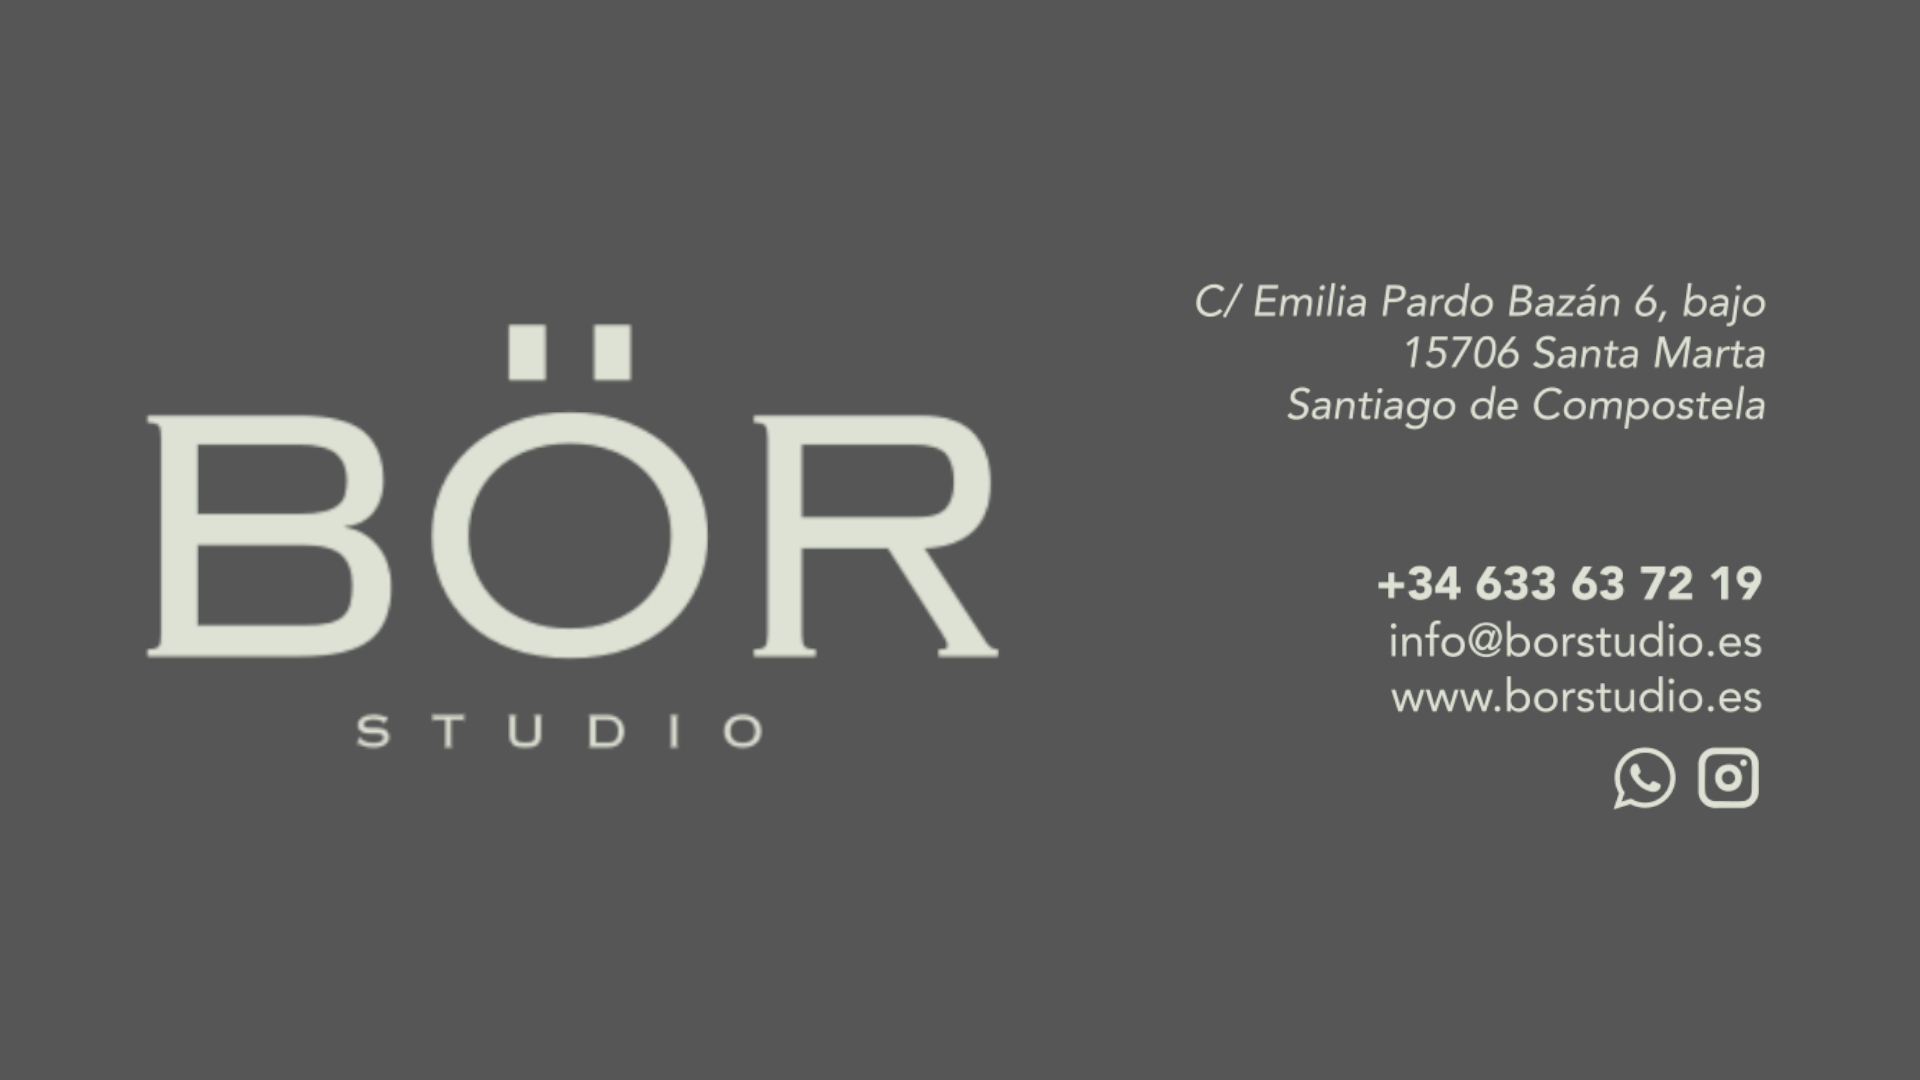 BÖR
STUDIO
C/ Emilia Pardo Bazán 6, bajo
15706 Santa Marta
Santiago de Compostela
+34 633 63 72 19
info@borstudio.es
www.borstudio.es